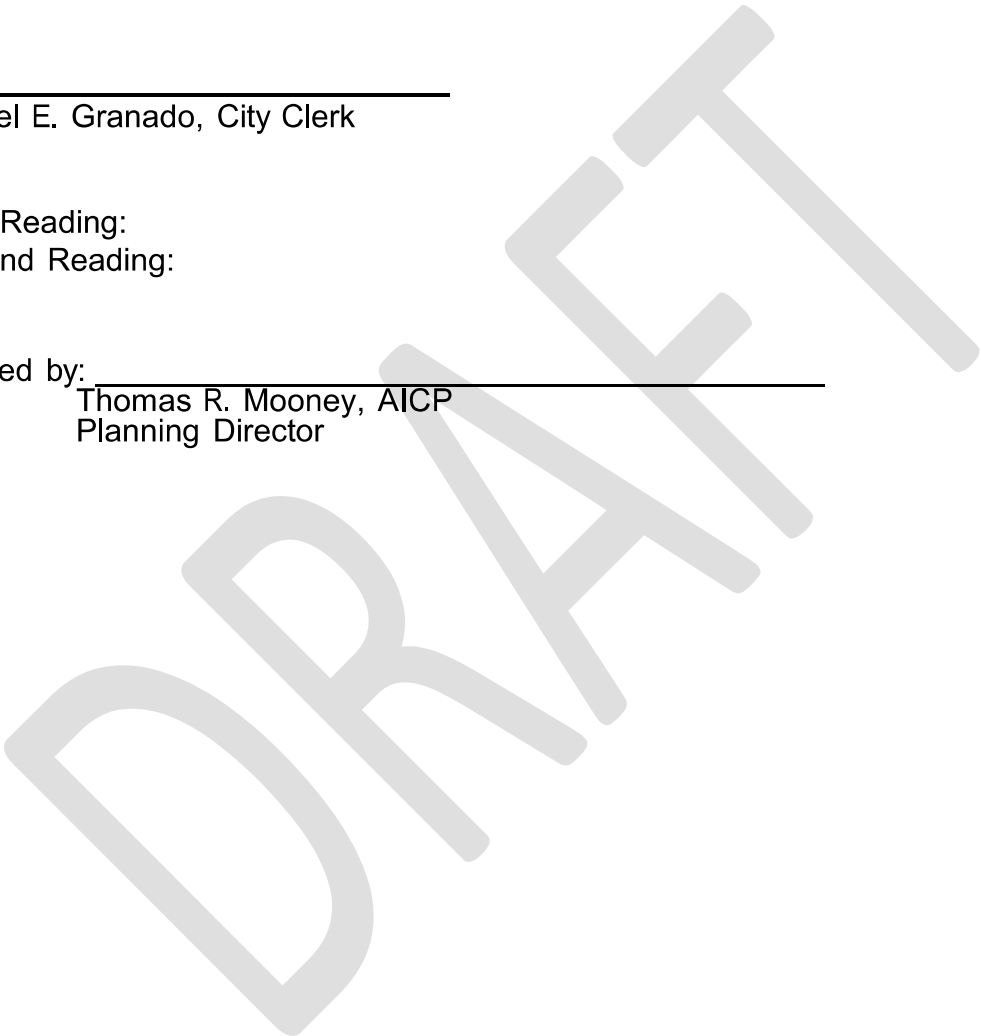 el E. Granado, City Clerk
Reading:
nd Reading:
ed by:
Thomas R. Mooney, AICP
Planning Director
DRAFT